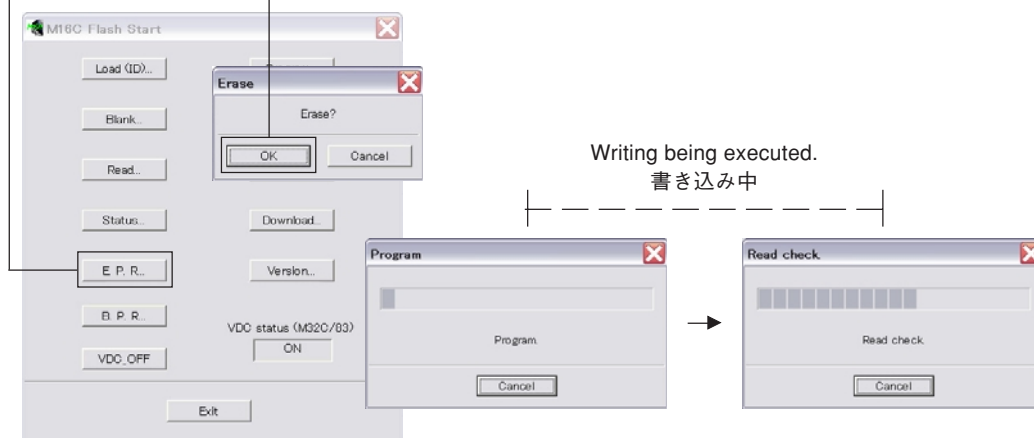 M16C Flash Start
Load (ID)...
Erase
Erase?
OK
Cancel
Blank...
Read...
Status...
Download...
E. P. R...
Version...
B. P. R...
VDC status (M32C/83)
ON
VDC_OFF
Exit
Writing being executed.
書き込み中
Program
Program.
Cancel
Read check.
Read check.
Cancel